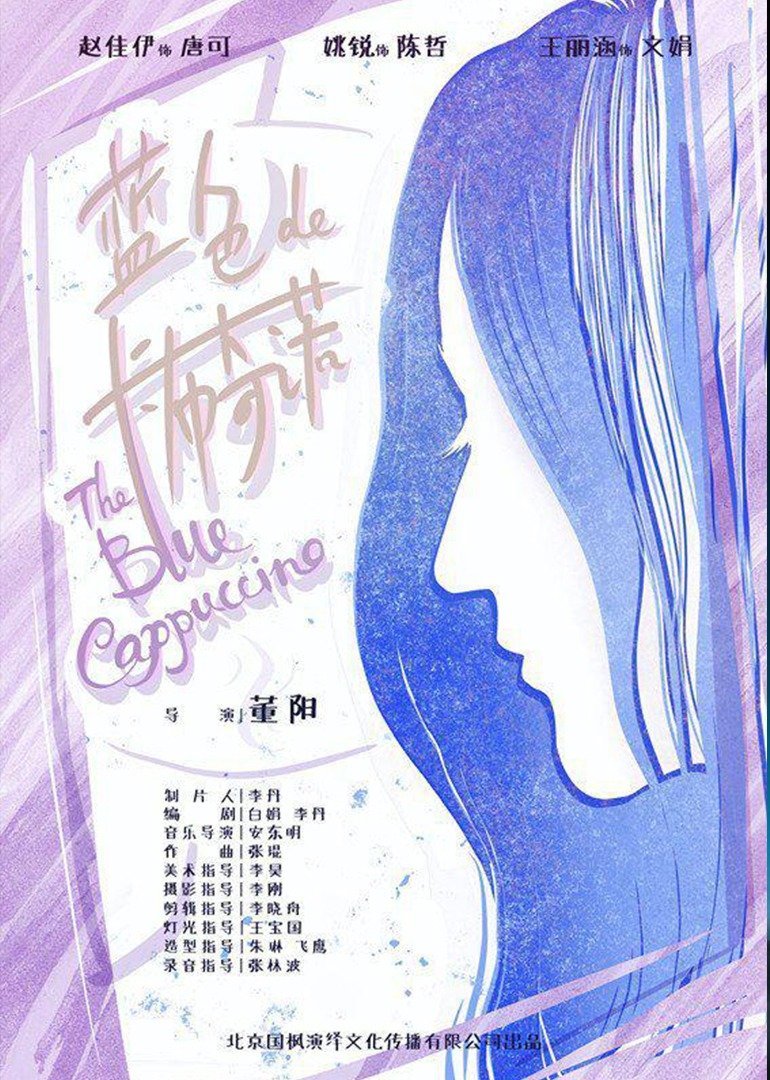 赵佳伊饰唐可 姚锐饰陈哲 王丽涵饰文娟
蓝色de
卡布奇诺
The
Blue
Cappuccino
导演|董阳
制片人|李丹
编剧|白娟 李丹
音乐导演|安东明
作曲|张琨
美术指导|李昊
摄影指导|李刚
剪辑指导|李晓舟
灯光指导|王宝国
造型指导|朱琳 飞鹰
录音指导|张林波
北京国枫演绎文化传播有限公司出品